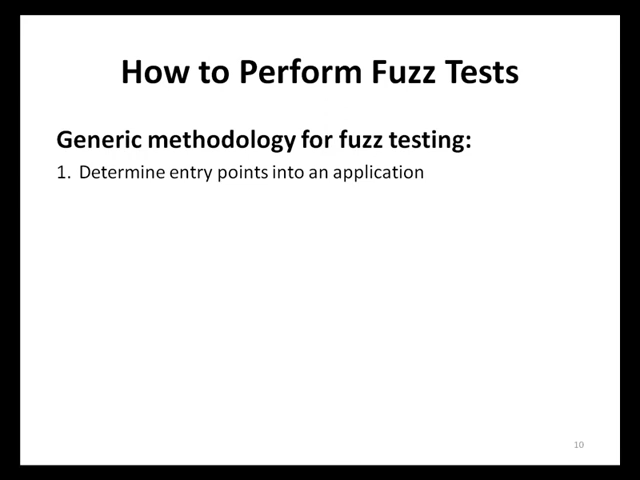 How to Perform Fuzz Tests
Generic methodology for fuzz testing:
1. Determine entry points into an application
10